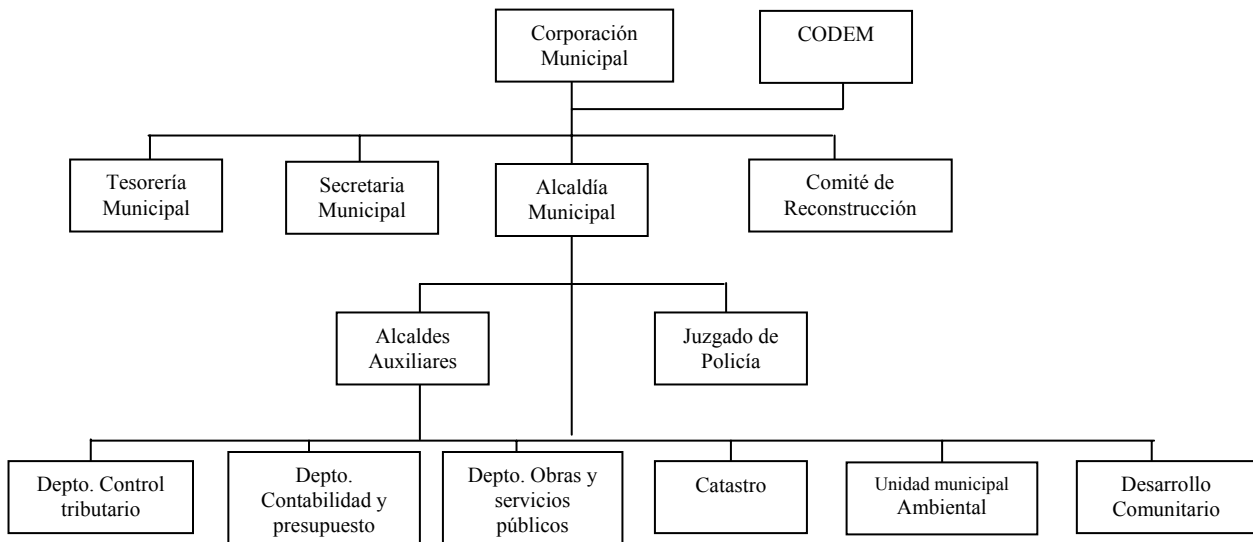 Corporación
Municipal
CODEM
Tesorería
Municipal
Secretaria
Municipal
Alcaldía
Municipal
Comité de
Reconstrucción
Alcaldes
Auxiliares
Juzgado de
Policía
Depto. Control
tributario
Depto.
Contabilidad y
presupuesto
Depto. Obras y
servicios
públicos
Catastro
Unidad municipal
Ambiental
Desarrollo
Comunitario